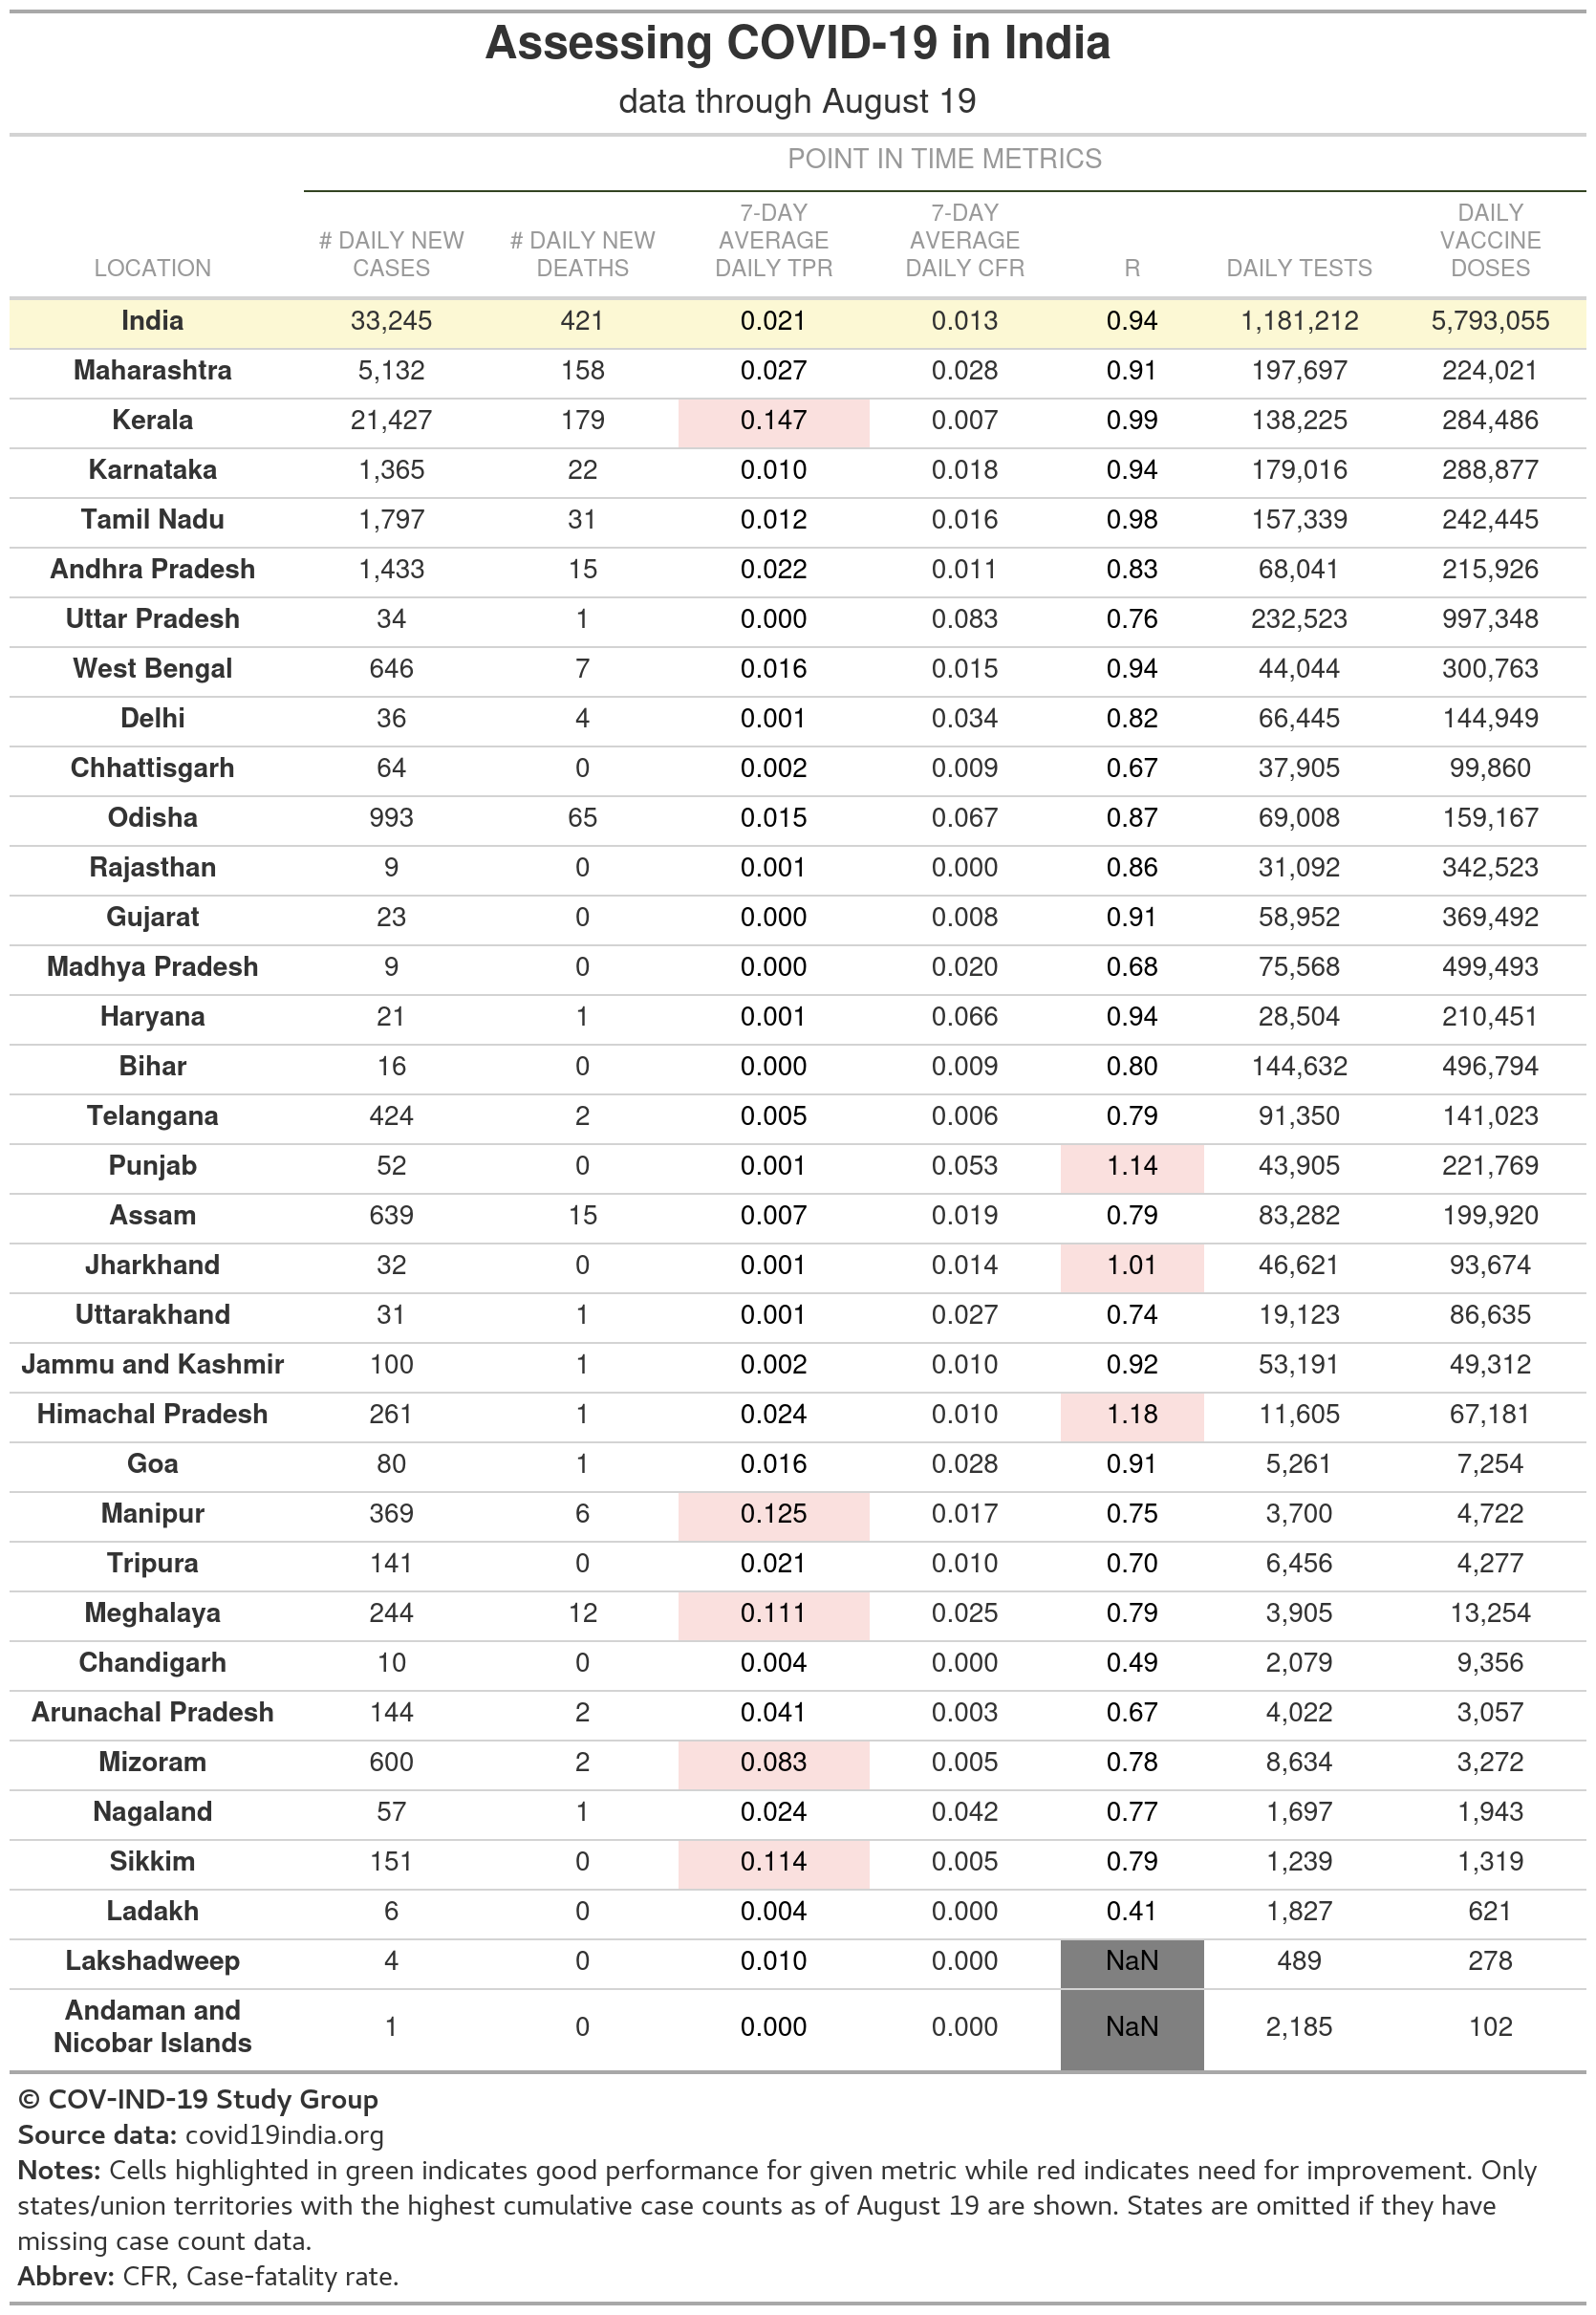 Assessing COVID-19 in India
data through August 19
POINT IN TIME METRICS
LOCATION # DAILY NEW CASES # DAILY NEW DEATHS 7-DAY AVERAGE DAILY TPR 7-DAY AVERAGE DAILY CFR R DAILY TESTS DAILY VACCINE DOSES
India 33,245 421 0.021 0.013 0.94 1,181,212 5,793,055
Maharashtra 5,132 158 0.027 0.028 0.91 197,697 224,021
Kerala 21,427 179 0.147 0.007 0.99 138,225 284,486
Karnataka 1,365 22 0.010 0.018 0.94 179,016 288,877
Tamil Nadu 1,797 31 0.012 0.016 0.98 157,339 242,445
Andhra Pradesh 1,433 15 0.022 0.011 0.83 68,041 215,926
Uttar Pradesh 34 1 0.000 0.083 0.76 232,523 997,348
West Bengal 646 7 0.016 0.015 0.94 44,044 300,763
Delhi 36 4 0.001 0.034 0.82 66,445 144,949
Chhattisgarh 64 0 0.002 0.009 0.67 37,905 99,860
Odisha 993 65 0.015 0.067 0.87 69,008 159,167
Rajasthan 9 0 0.001 0.000 0.86 31,092 342,523
Gujarat 23 0 0.000 0.008 0.91 58,952 369,492
Madhya Pradesh 9 0 0.000 0.020 0.68 75,568 499,493
Haryana 21 1 0.001 0.066 0.94 28,504 210,451
Bihar 16 0 0.000 0.009 0.80 144,632 496,794
Telangana 424 2 0.005 0.006 0.79 91,350 141,023
Punjab 52 0 0.001 0.053 1.14 43,905 221,769
Assam 639 15 0.007 0.019 0.79 83,282 199,920
Jharkhand 32 0 0.001 0.014 1.01 46,621 93,674
Uttarakhand 31 1 0.001 0.027 0.74 19,123 86,635
Jammu and Kashmir 100 1 0.002 0.010 0.92 53,191 49,312
Himachal Pradesh 261 1 0.024 0.010 1.18 11,605 67,181
Goa 80 1 0.016 0.028 0.91 5,261 7,254
Manipur 369 6 0.125 0.017 0.75 3,700 4,722
Tripura 141 0 0.021 0.010 0.70 6,456 4,277
Meghalaya 244 12 0.111 0.025 0.79 3,905 13,254
Chandigarh 10 0 0.004 0.000 0.49 2,079 9,356
Arunachal Pradesh 144 2 0.041 0.003 0.67 4,022 3,057
Mizoram 600 2 0.083 0.005 0.78 8,634 3,272
Nagaland 57 1 0.024 0.042 0.77 1,697 1,943
Sikkim 151 0 0.114 0.005 0.79 1,239 1,319
Ladakh 6 0 0.004 0.000 0.41 1,827 621
Lakshadweep 4 0 0.010 0.000 NaN 489 278
Andaman and Nicobar Islands 1 0 0.000 0.000 NaN 2,185 102
© COV-IND-19 Study Group
Source data: covid19india.org
Notes: Cells highlighted in green indicates good performance for given metric while red indicates need for improvement. Only
states/union territories with the highest cumulative case counts as of August 19 are shown. States are omitted if they have
missing case count data.
Abbrev: CFR, Case-fatality rate.